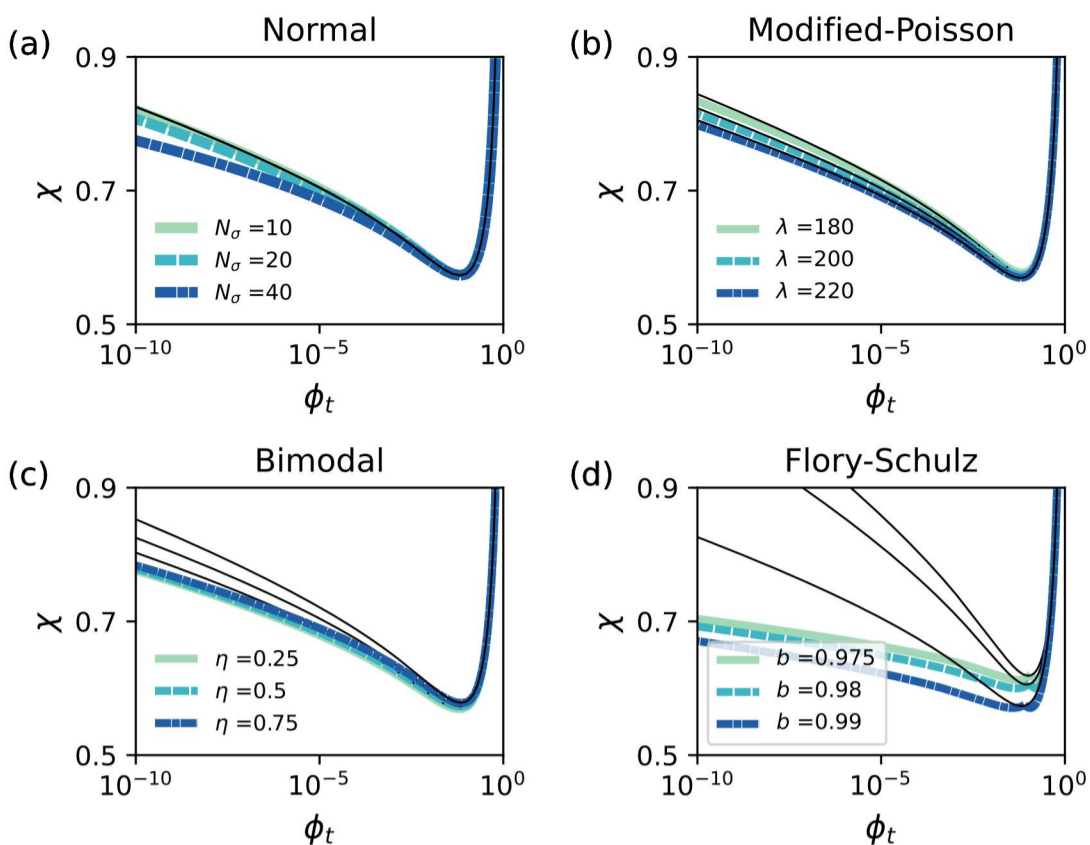 (a) Normal
0.9
0.7
0.5
χ
N_σ =10
N_σ =20
N_σ =40
10^-10 10^-5 10^0
ϕ_t
(b) Modified-Poisson
0.9
0.7
0.5
χ
λ =180
λ =200
λ =220
10^-10 10^-5 10^0
ϕ_t
(c) Bimodal
0.9
0.7
0.5
χ
η =0.25
η =0.5
η =0.75
10^-10 10^-5 10^0
ϕ_t
(d) Flory-Schulz
0.9
0.7
0.5
χ
b =0.975
b =0.98
b =0.99
10^-10 10^-5 10^0
ϕ_t